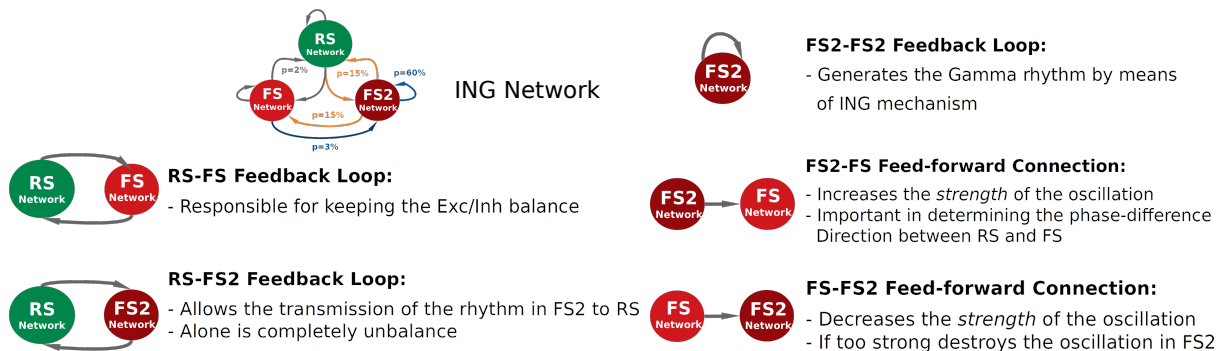 RS
Network
p=2%
p=15%
p=60%
FS
Network
FS2
Network
p=15%
p=3%
ING Network
RS
Network
FS
Network
RS-FS Feedback Loop:
- Responsible for keeping the Exc/Inh balance
RS
Network
FS2
Network
RS-FS2 Feedback Loop:
- Allows the transmission of the rhythm in FS2 to RS
- Alone is completely unbalance
FS2
Network
FS2-FS2 Feedback Loop:
- Generates the Gamma rhythm by means
of ING mechanism
FS2
Network
FS
Network
FS2-FS Feed-forward Connection:
- Increases the strength of the oscillation
- Important in determining the phase-difference
Direction between RS and FS
FS
Network
FS2
Network
FS-FS2 Feed-forward Connection:
- Decreases the strength of the oscillation
- If too strong destroys the oscillation in FS2